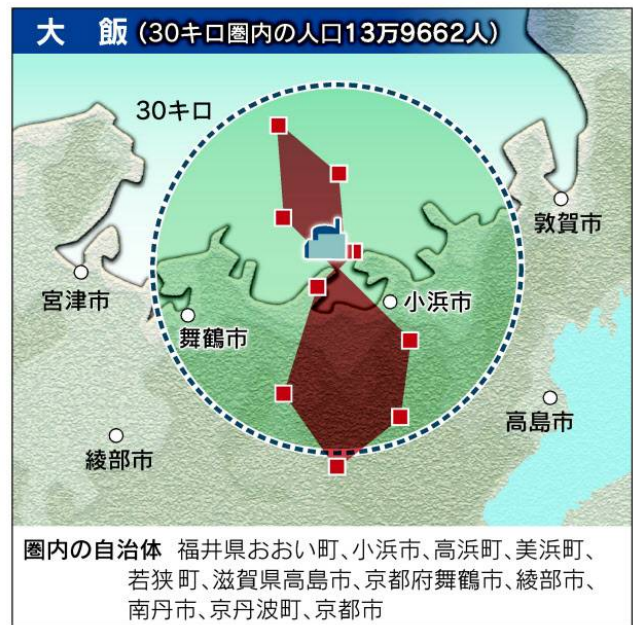 大 飯 (30キロ圏内の人口13万9662人)
30キロ
敦賀市
宮津市
小浜市
舞鶴市
高島市
綾部市
圏内の自治体 福井県おおい町、小浜市、高浜町、美浜町、
若狭町、滋賀県高島市、京都府舞鶴市、綾部市、
南丹市、京丹波町、京都市